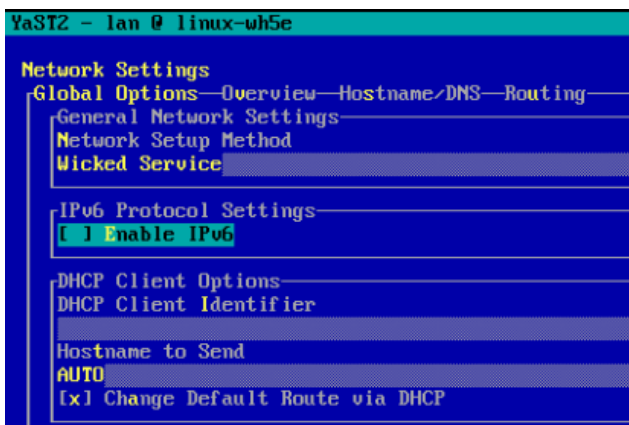 YaST2 - lan @ linux-wh5e
Network Settings
Global Options—Overview—Hostname/DNS—Routing
General Network Settings
Network Setup Method
Wicked Service
IPv6 Protocol Settings
[ ] Enable IPv6
DHCP Client Options
DHCP Client Identifier
Hostname to Send
AUTO
[x] Change Default Route via DHCP